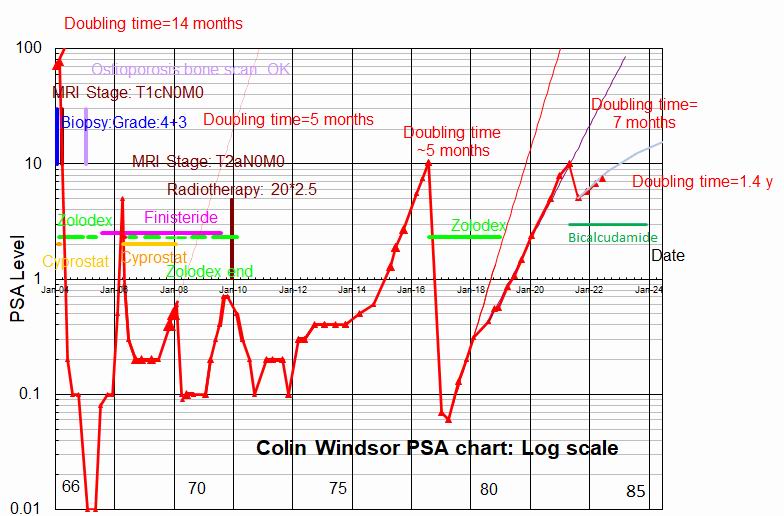 Doubling time=14 months
100
Ostioporosis bone scan OK
MRI Stage: T1cN0M0
Biopsy:Grade:4+3
Doubling time=5 months
Doubling time
~5 months
Doubling time=
7 months
10
MRI Stage: T2aN0M0
Radiotherapy: 20*2.5
Doubling time=1.4 y
Zolodex
Finisteride
Zolodex
Bicalcudamide
Cyprostat
Cyprostat
Zolodex end
Date
PSA Level
1
Jan-04 Jan-06 Jan-08 Jan-10 Jan-12 Jan-14 Jan-16 Jan-18 Jan-20 Jan-22 Jan-24
0.1
Colin Windsor PSA chart: Log scale
66 70 75 80 85
0.01